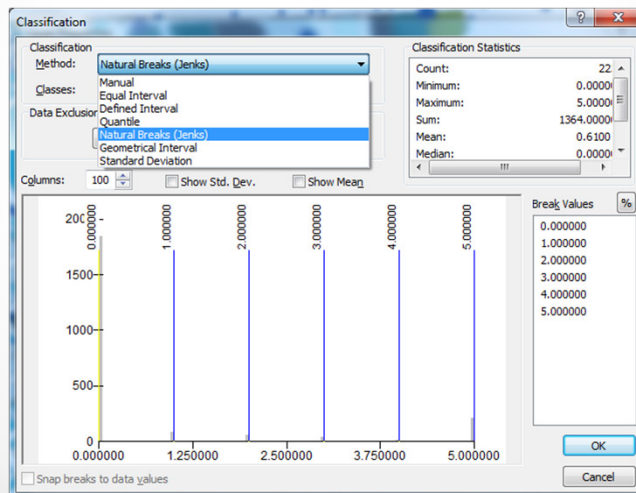 Classification
Classification
Method: Natural Breaks (Jenks)
Classes:
Manual
Equal Interval
Defined Interval
Quantile
Natural Breaks (Jenks)
Geometrical Interval
Standard Deviation
Data Exclusion
Classification Statistics
Count: 22
Minimum: 0.0000
Maximum: 5.0000
Sum: 1364.0000
Mean: 0.6100
Median: 0.0000
Columns: 100 Show Std. Dev. Show Mean
Break Values %
0.000000
1.000000
2.000000
3.000000
4.000000
5.000000
0.000000 1.000000 2.000000 3.000000 4.000000 5.000000
200
1500
1000
500
0
0.000000 1.250000 2.500000 3.750000 5.000000
Snap breaks to data values
OK
Cancel